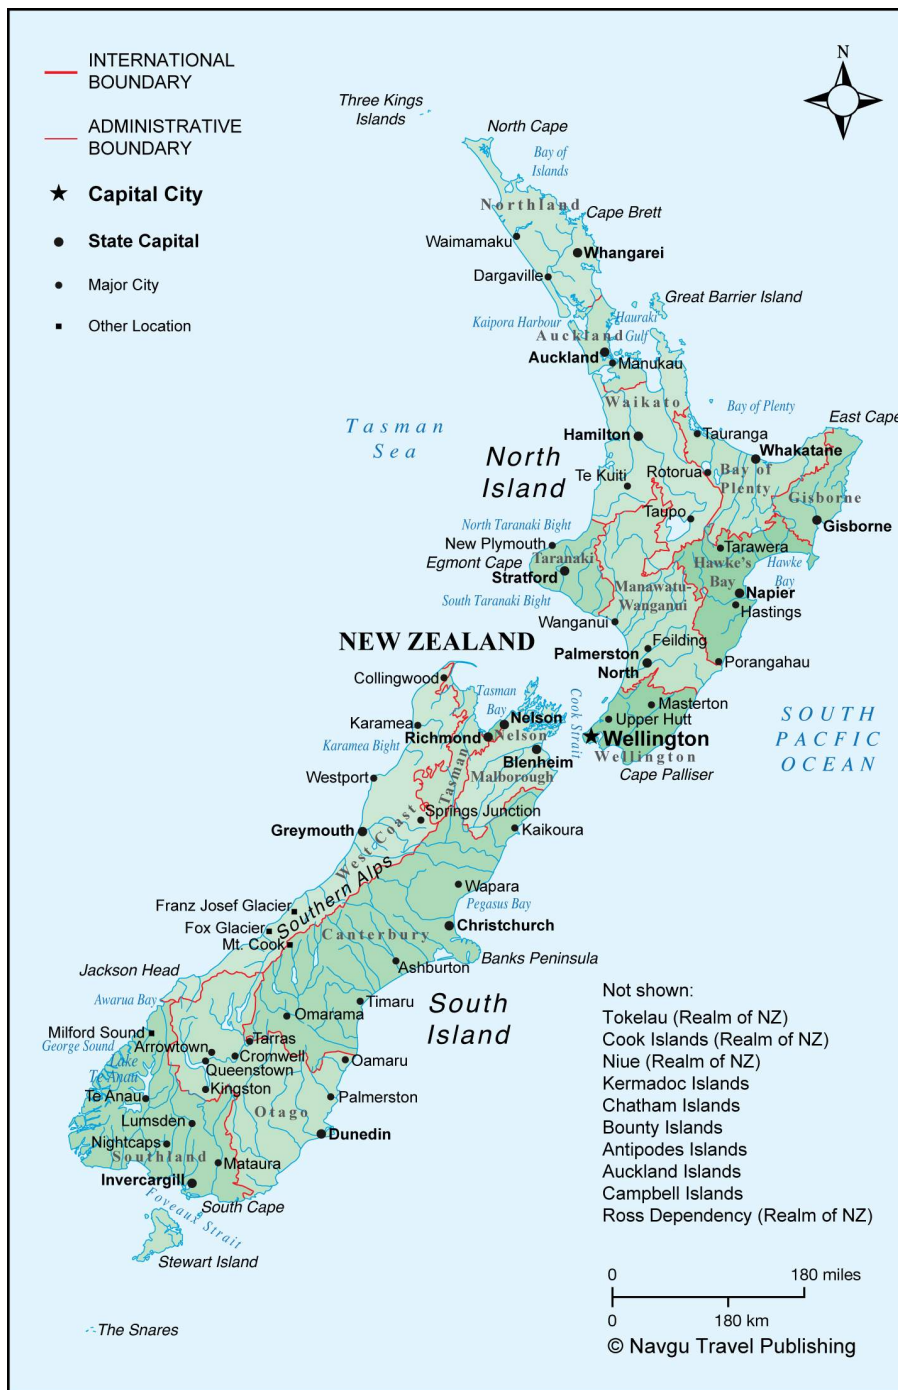 INTERNATIONAL
BOUNDARY
ADMINISTRATIVE
BOUNDARY
Capital City
State Capital
Major City
Other Location
N
Three Kings
Islands
North Cape
Bay of
Islands
Northland
Cape Brett
Waimamaku
Whangarei
Dargaville
Great Barrier Island
Kaipora Harbour
Hauraki
Gulf
Auckland
Auckland
Manukau
Waikato
Bay of Plenty
East Cape
Tasman
Sea
Hamilton
Tauranga
Whakatane
North
Island
Te Kuiti
Rotorua
Bay of
Plenty
Gisborne
Taupo
Gisborne
North Taranaki Bight
New Plymouth
Tarawera
Egmont Cape
Taranaki
Hawke's
Bay
Hawke
Bay
Stratford
Manawatu-
Wanganui
Napier
South Taranaki Bight
Hastings
Wanganui
NEW ZEALAND
Feilding
Palmerston
North
Porangahau
Collingwood
Tasman
Bay
Cook Strait
Masterton
Nelson
Karamea
Upper Hutt
Richmond
Nelson
Wellington
Karamea Bight
Blenheim
Wellington
SOUTH
PACFIC
OCEAN
Tasman
Malborough
Cape Palliser
Westport
West Coast
Springs Junction
Greymouth
Kaikoura
Southern Alps
Wapara
Franz Josef Glacier
Pegasus Bay
Fox Glacier
Christchurch
Mt. Cook
Canterbury
Banks Peninsula
Jackson Head
Ashburton
Awarua Bay
Timaru
South
Island
Omarama
Milford Sound
George Sound
Arrowtown
Tarras
Lake
Te Anau
Cromwell
Oamaru
Queenstown
Te Anau
Kingston
Palmerston
Otago
Lumsden
Dunedin
Nightcaps
Southland
Mataura
Invercargill
South Cape
Foveaux Strait
Stewart Island
The Snares
Not shown:
Tokelau (Realm of NZ)
Cook Islands (Realm of NZ)
Niue (Realm of NZ)
Kermadoc Islands
Chatham Islands
Bounty Islands
Antipodes Islands
Auckland Islands
Campbell Islands
Ross Dependency (Realm of NZ)
0 180 miles
0 180 km
© Navgu Travel Publishing